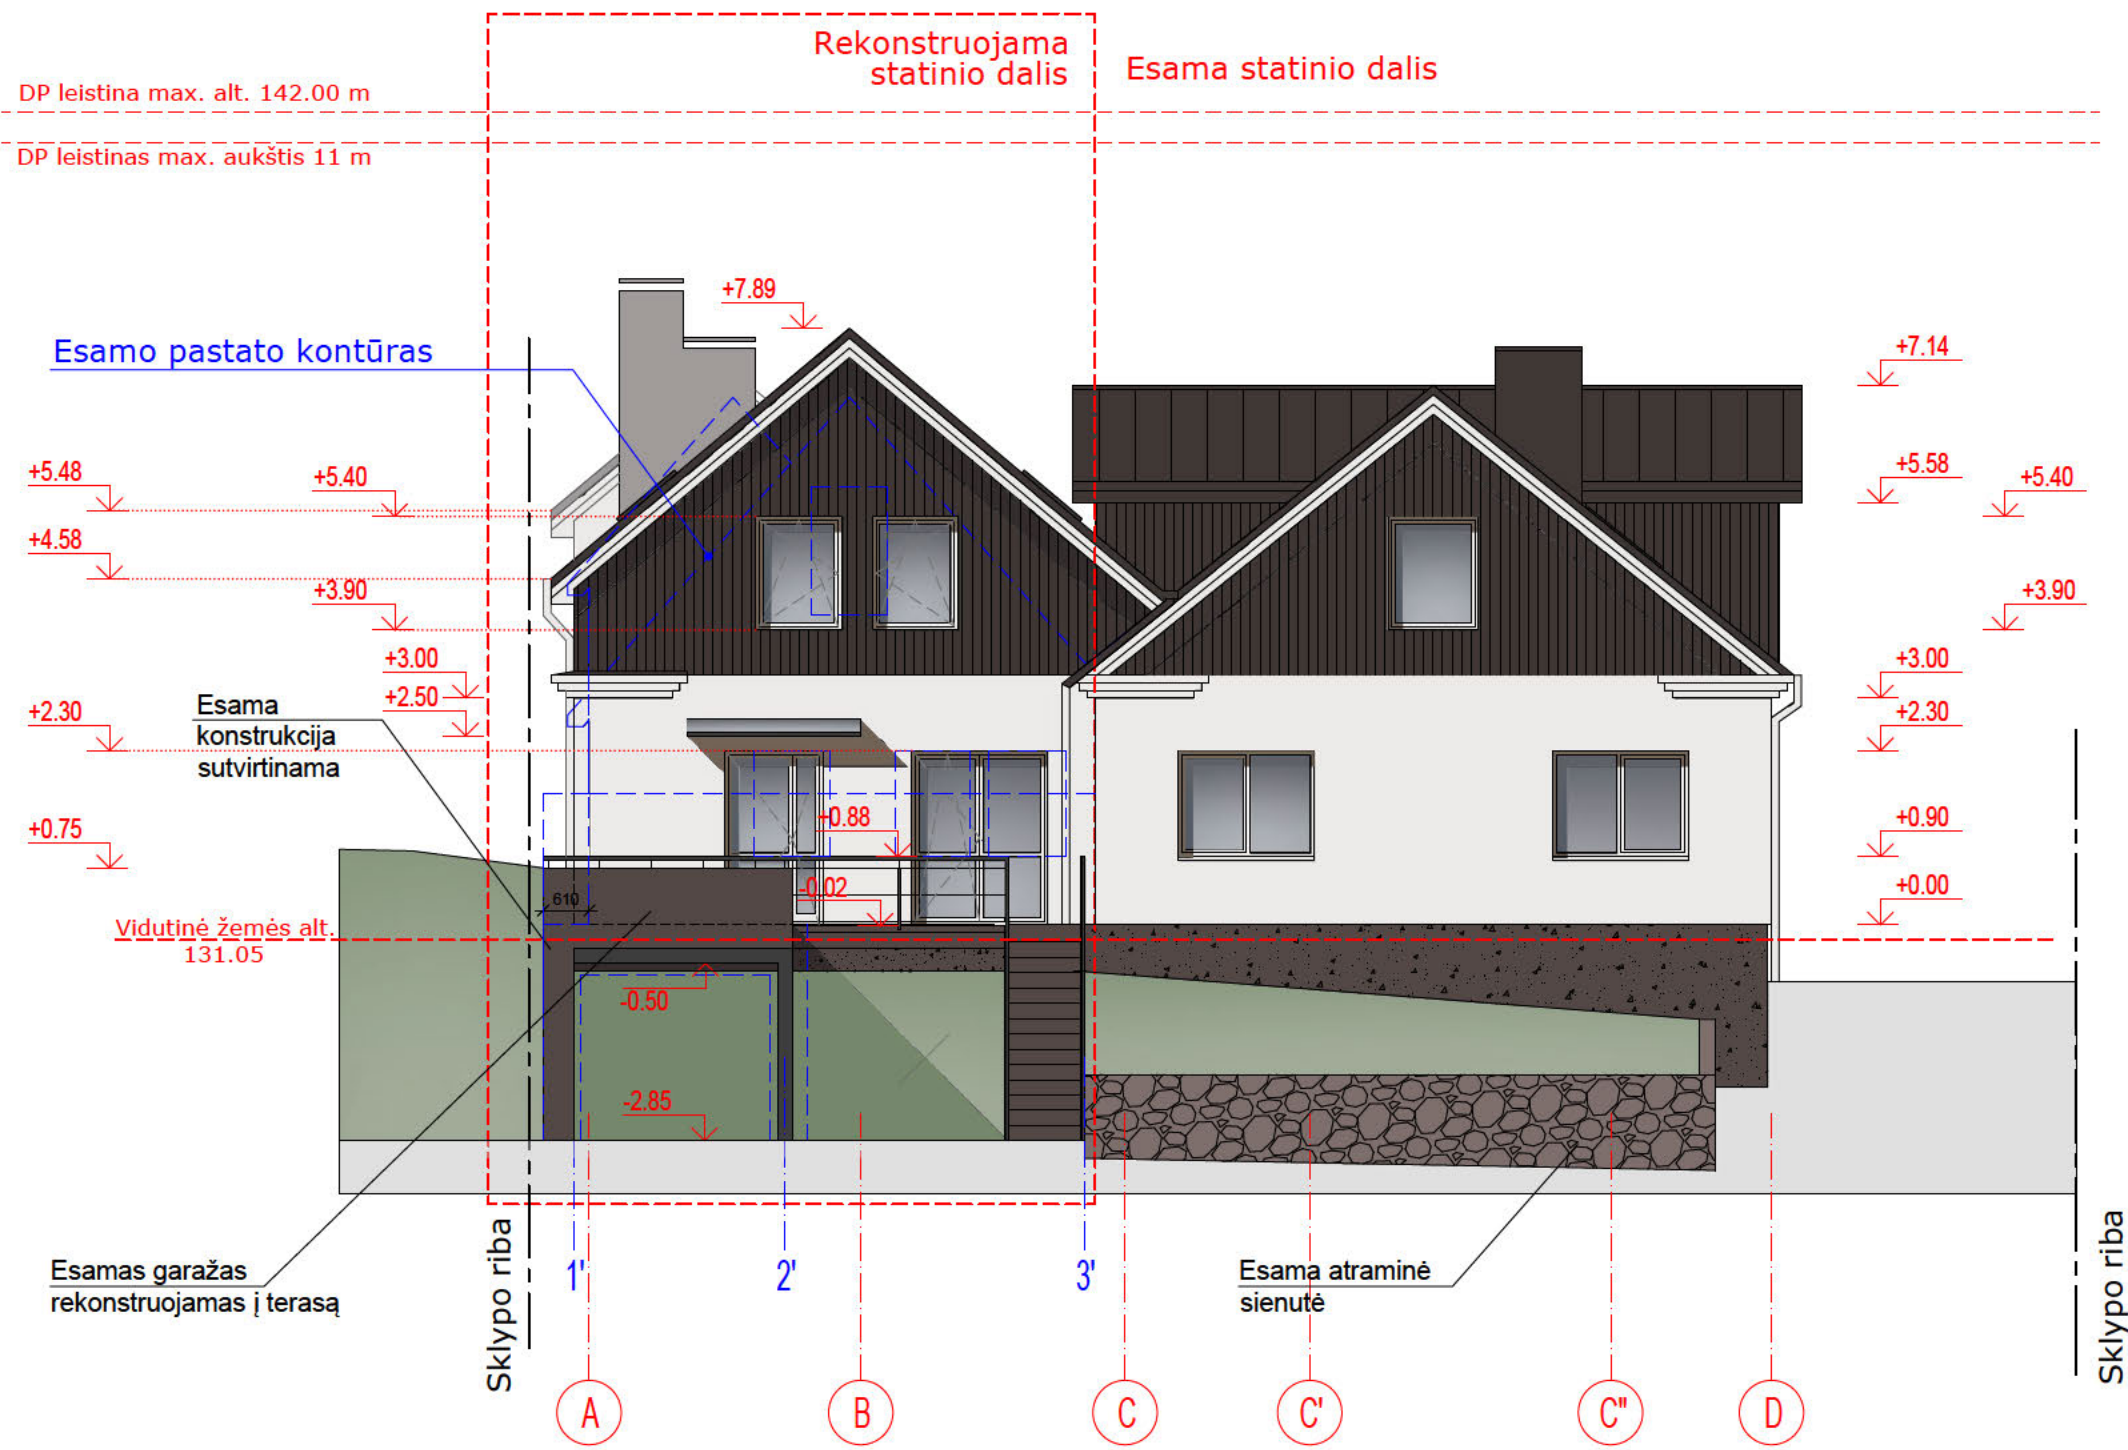 Rekonstruojama
statinio dalis
Esama statinio dalis
DP leistina max. alt. 142.00 m
DP leistinas max. aukštis 11 m
+7.89
Esamo pastato kontūras
+7.14
+5.48
+5.40
+5.58
+5.40
+4.58
+3.90
+3.90
+3.00
+3.00
+2.50
Esama
konstrukcija
sutvirtinama
+2.30
+2.30
+0.75
+0.88
+0.90
-0.02
+0.00
610
Vidutinė žemės alt.
131.05
-0.50
-2.85
Esamas garažas
rekonstruojamas į terasą
Sklypo riba
1'
2'
3'
Esama atraminė
sienutė
Sklypo riba
A
B
C
C'
C"
D